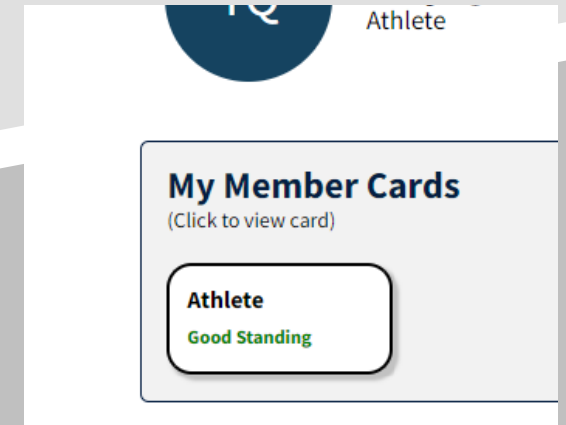 Athlete
My Member Cards
(Click to view card)
Athlete
Good Standing